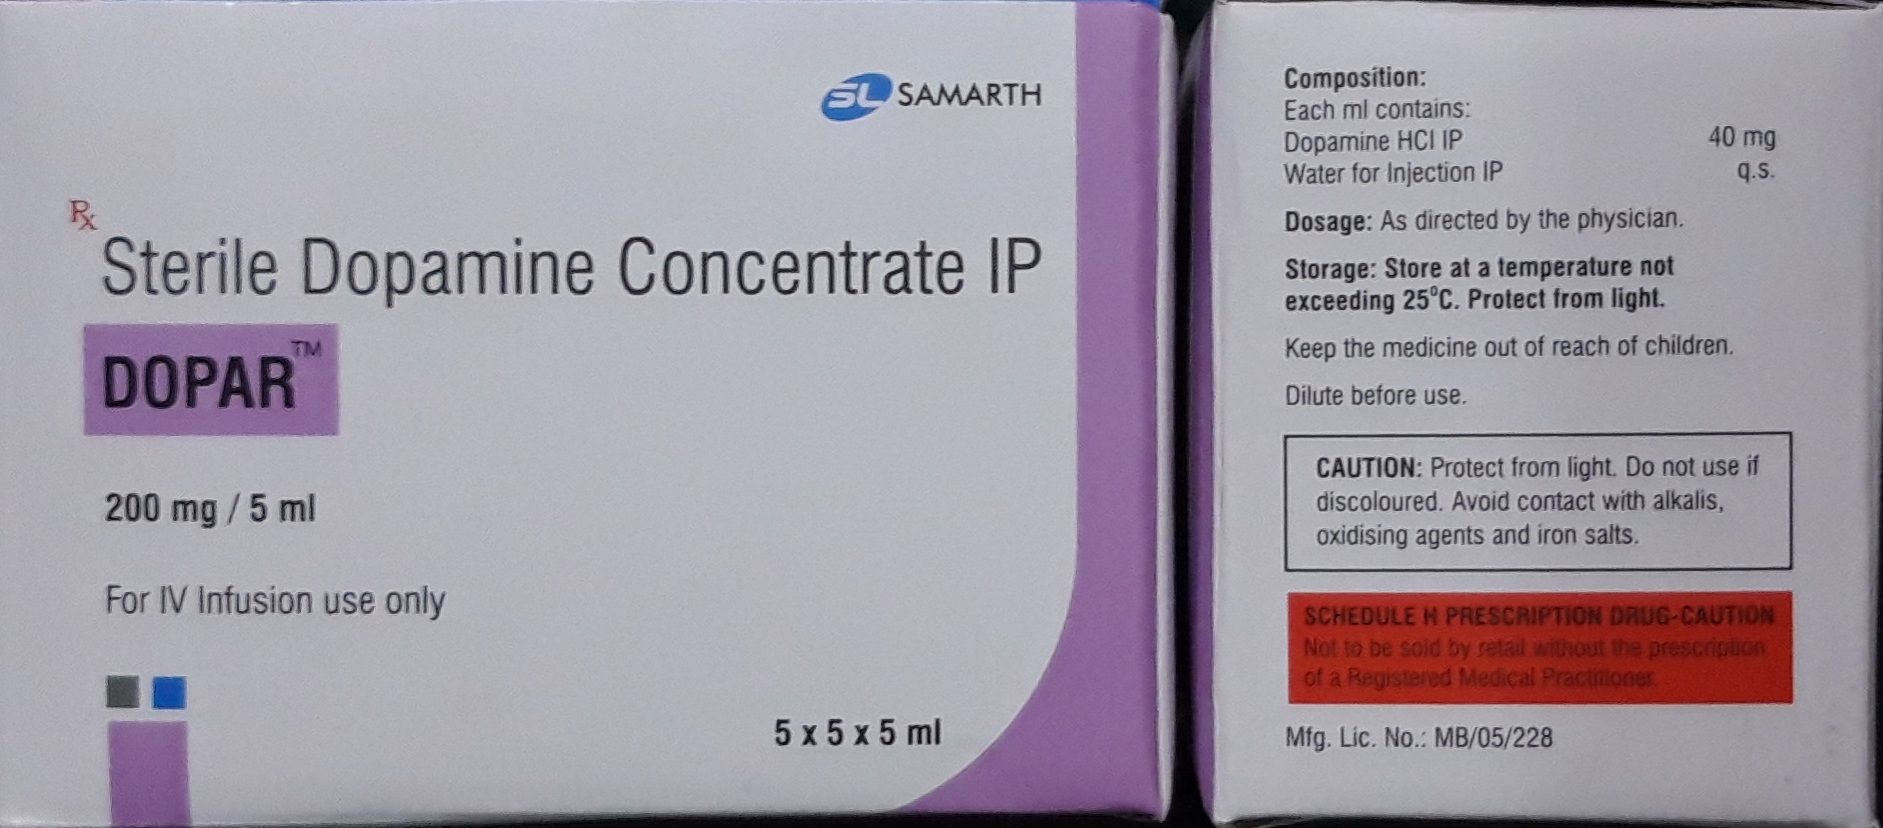 SL SAMARTH
Rx
Sterile Dopamine Concentrate IP
DOPAR™
200 mg / 5 ml
For IV Infusion use only
5 x 5 x 5 ml
Composition:
Each ml contains:
Dopamine HCl IP 40 mg
Water for Injection IP q.s.
Dosage: As directed by the physician.
Storage: Store at a temperature not
exceeding 25°C. Protect from light.
Keep the medicine out of reach of children.
Dilute before use.
CAUTION: Protect from light. Do not use if
discoloured. Avoid contact with alkalis,
oxidising agents and iron salts.
SCHEDULE H PRESCRIPTION DRUG-CAUTION
Not to be sold by retail without the prescription
of a Registered Medical Practitioner.
Mfg. Lic. No.: MB/05/228